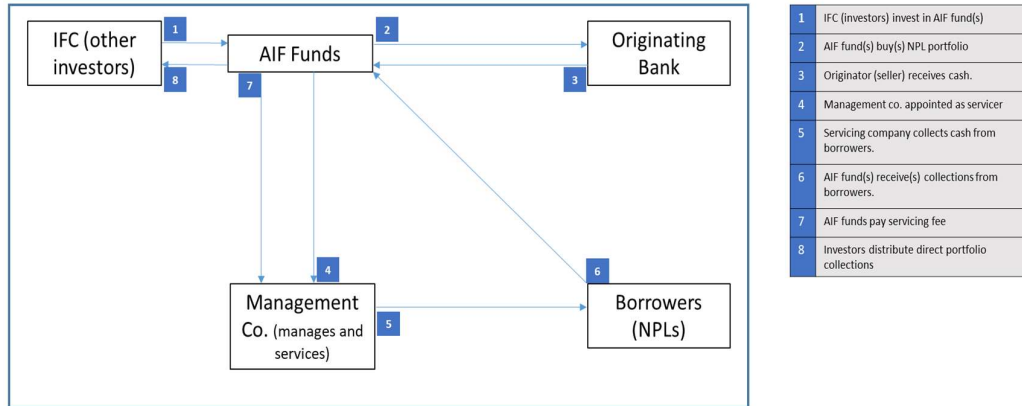 1
IFC (other
investors)
8
AIF Funds
7
2
Originating
Bank
3
4
Management
Co. (manages and
services)
5
6
Borrowers
(NPLs)
1 IFC (investors) invest in AIF fund(s)
2 AIF fund(s) buy(s) NPL portfolio
3 Originator (seller) receives cash.
4 Management co. appointed as servicer
5 Servicing company collects cash from
borrowers.
6 AIF fund(s) receive(s) collections from
borrowers.
7 AIF funds pay servicing fee
8 Investors distribute direct portfolio
collections